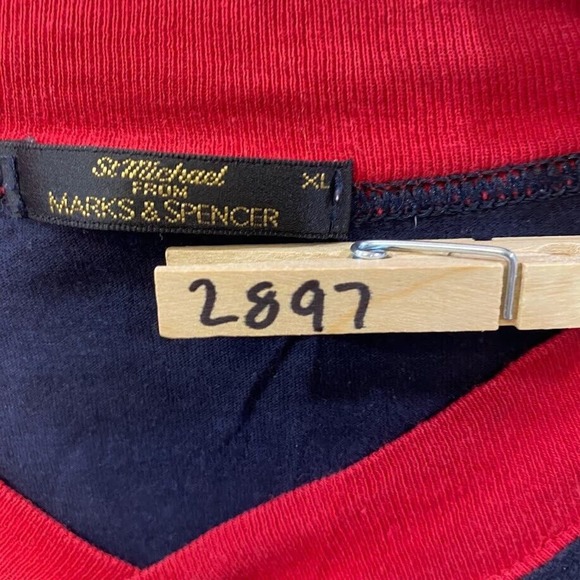 St Michael XL
FROM
MARKS & SPENCER
2897